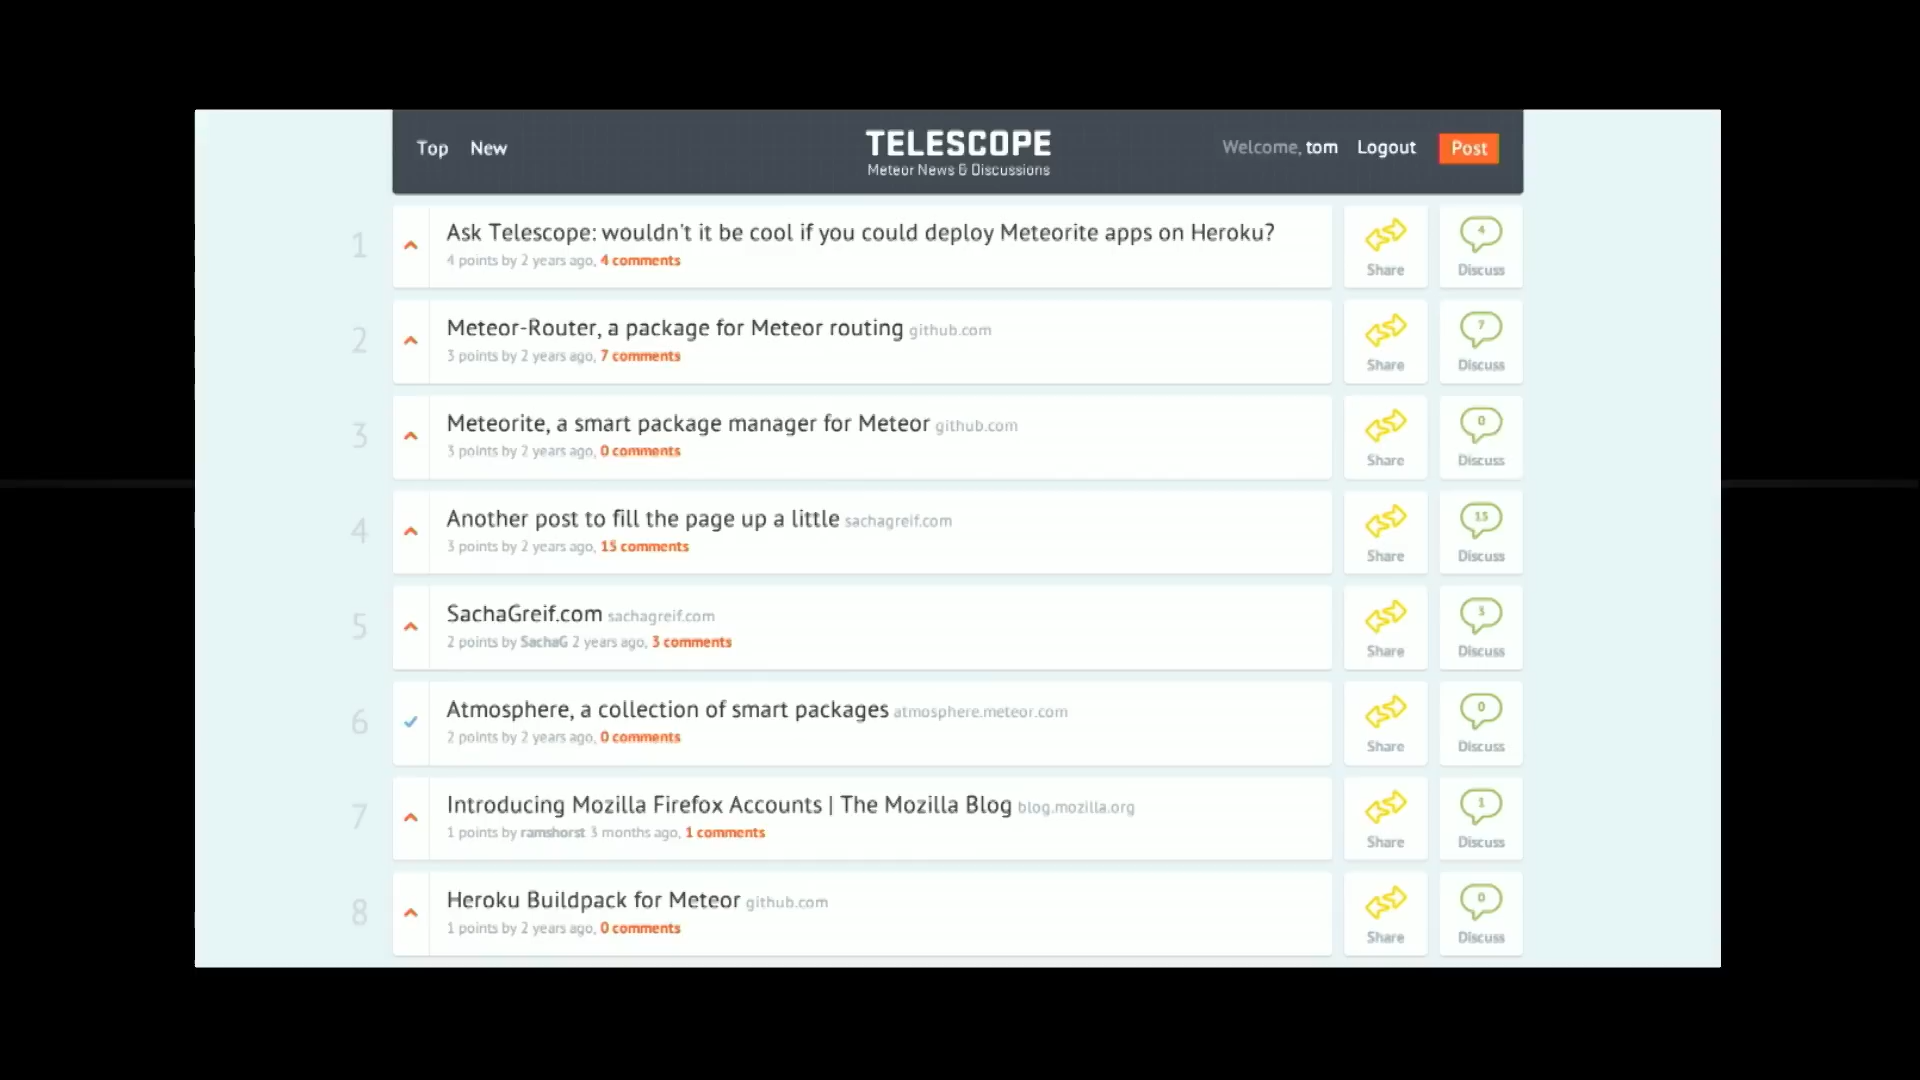 Top New
TELESCOPE
Meteor News & Discussions
Welcome, tom Logout Post
1
Ask Telescope: wouldn't it be cool if you could deploy Meteorite apps on Heroku?
4 points by 2 years ago, 4 comments
Share
4
Discuss
2
Meteor-Router, a package for Meteor routing github.com
3 points by 2 years ago, 7 comments
Share
7
Discuss
3
Meteorite, a smart package manager for Meteor github.com
3 points by 2 years ago, 0 comments
Share
0
Discuss
4
Another post to fill the page up a little sachagreif.com
3 points by 2 years ago, 15 comments
Share
15
Discuss
5
SachaGreif.com sachagreif.com
2 points by SachaG 2 years ago, 3 comments
Share
3
Discuss
6
Atmosphere, a collection of smart packages atmosphere.meteor.com
2 points by 2 years ago, 0 comments
Share
0
Discuss
7
Introducing Mozilla Firefox Accounts | The Mozilla Blog blog.mozilla.org
1 points by ramshorst 3 months ago, 1 comments
Share
1
Discuss
8
Heroku Buildpack for Meteor github.com
1 points by 2 years ago, 0 comments
Share
0
Discuss